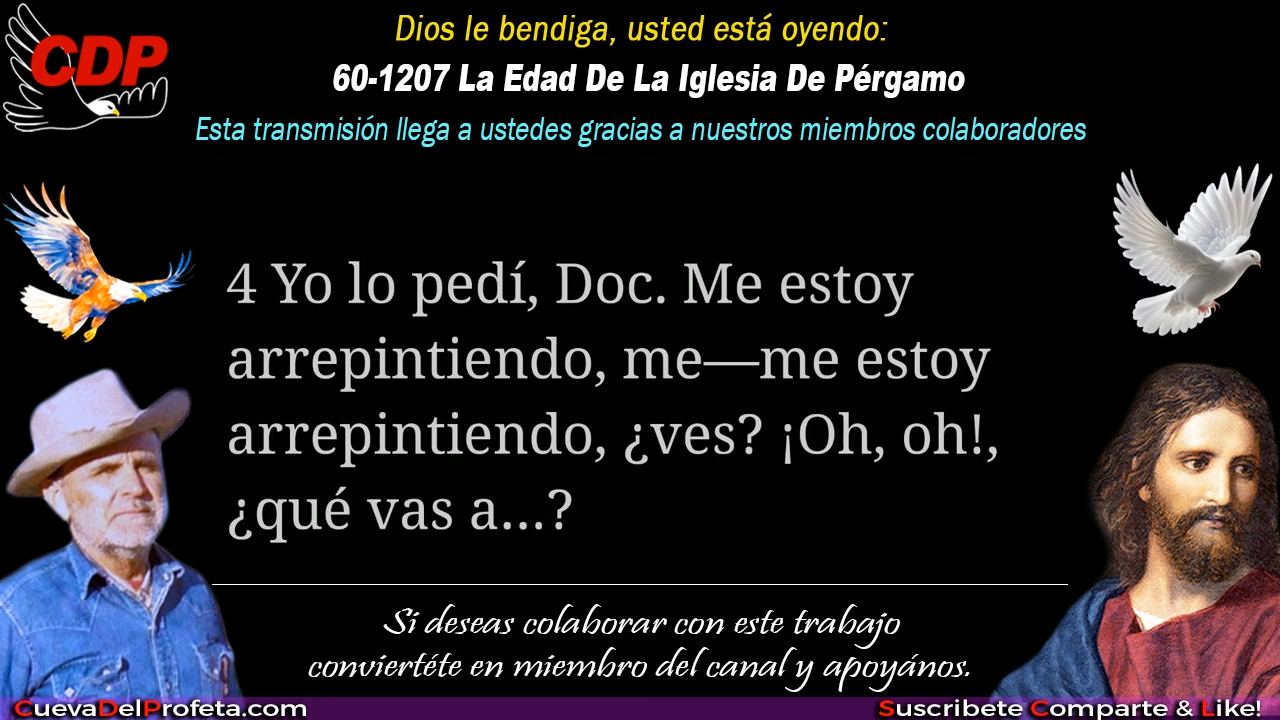 CDP
Dios le bendiga, usted está oyendo:
60-1207 La Edad De La Iglesia De Pérgamo
Esta transmisión llega a ustedes gracias a nuestros miembros colaboradores
4 Yo lo pedí, Doc. Me estoy
arrepintiendo, me—me estoy
arrepintiendo, ¿ves? ¡Oh, oh!,
¿qué vas a...?
Si deseas colaborar con este trabajo
conviertéte en miembro del canal y apoyános.
CuevaDelProfeta.com
Suscribete Comparte & Like!